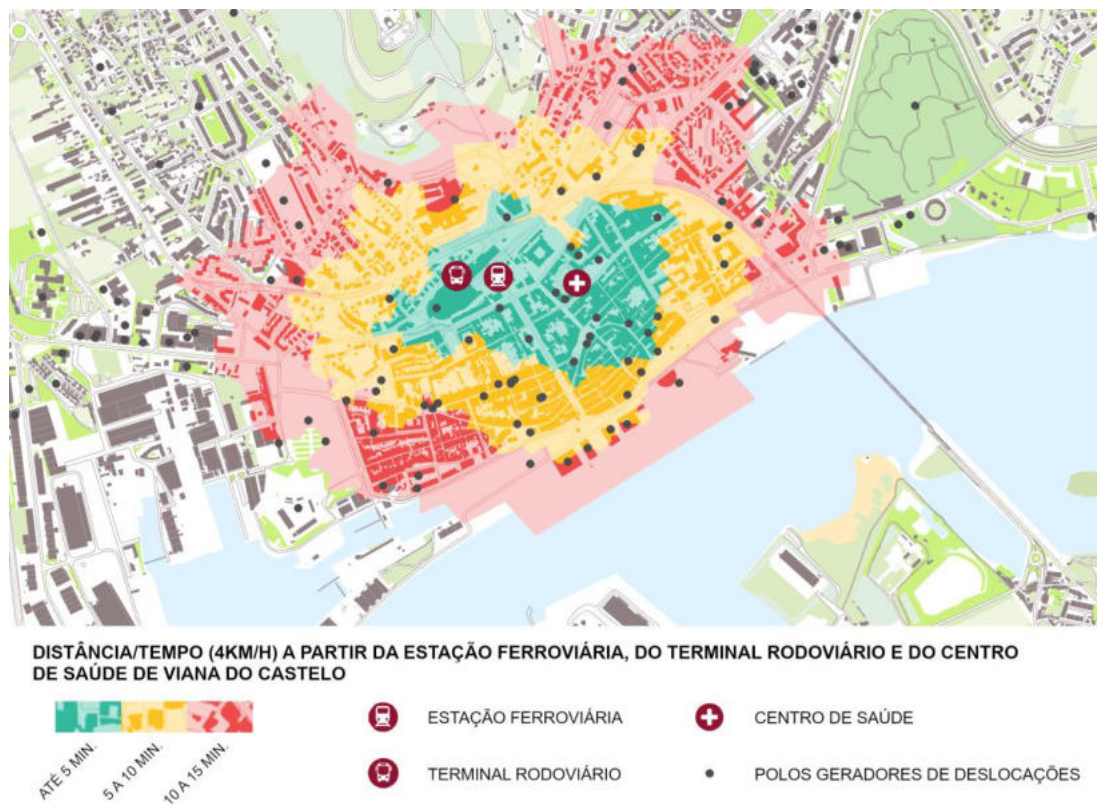 DISTÂNCIA/TEMPO (4KM/H) A PARTIR DA ESTAÇÃO FERROVIÁRIA, DO TERMINAL RODOVIÁRIO E DO CENTRO
DE SAÚDE DE VIANA DO CASTELO
ATÉ 5 MIN.
5 A 10 MIN.
10 A 15 MIN.
ESTAÇÃO FERROVIÁRIA
TERMINAL RODOVIÁRIO
CENTRO DE SAÚDE
POLOS GERADORES DE DESLOCAÇÕES